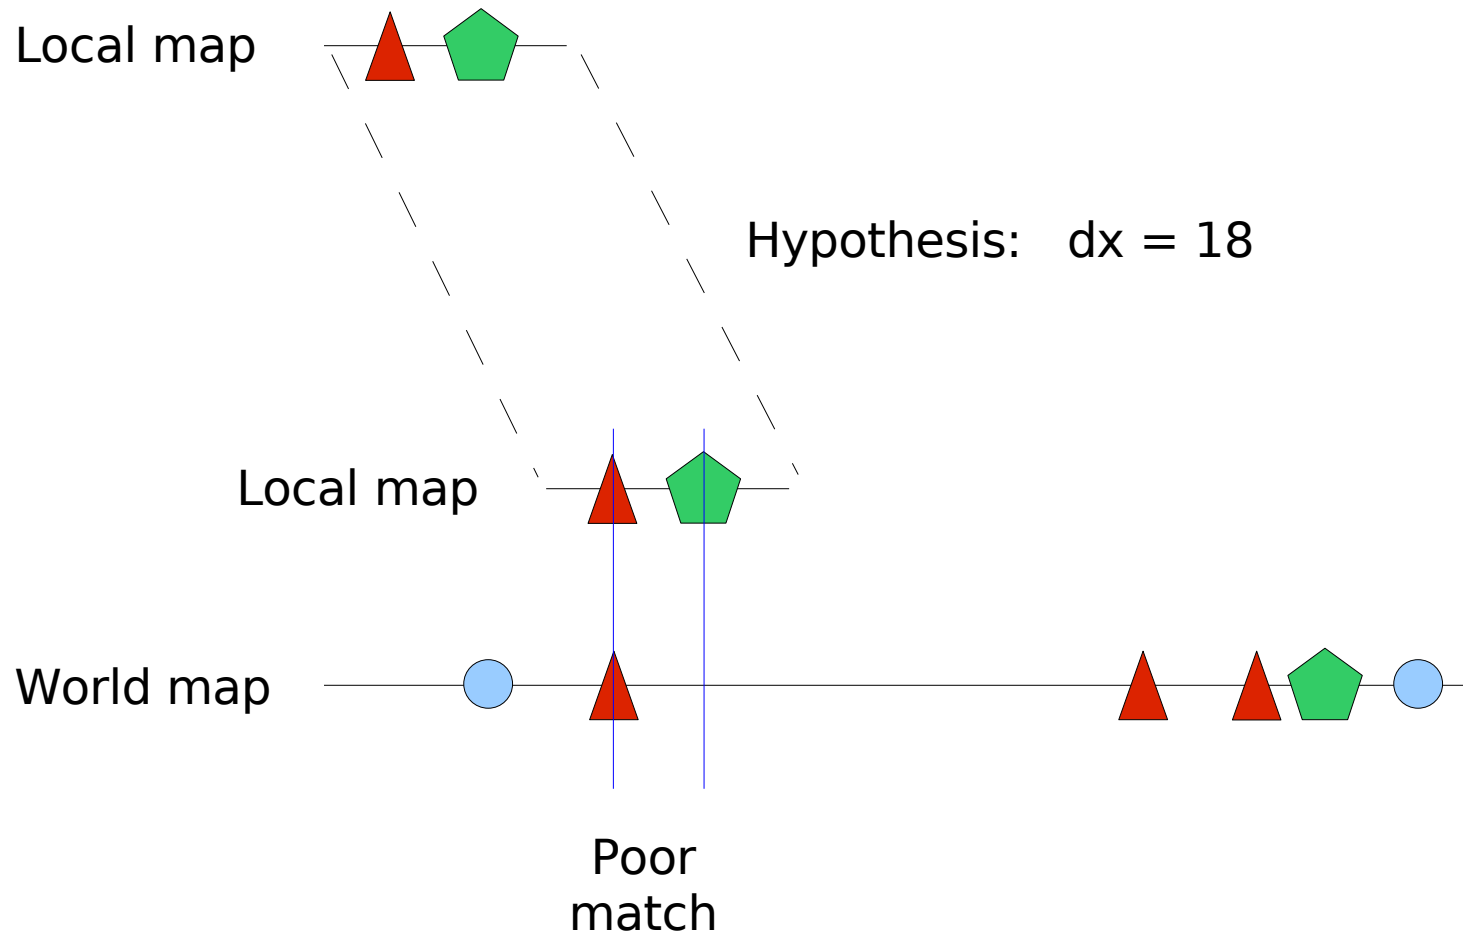 Local map
Hypothesis:   dx = 18
Local map
World map
Poor
match